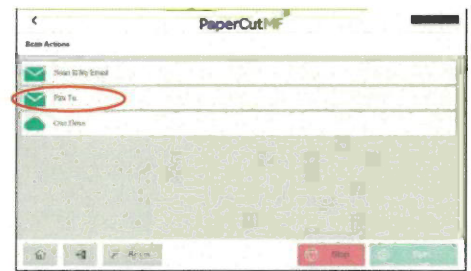 PaperCutMF
Scan Actions
Scan to My Email
Fax To:
One Drive
Stop